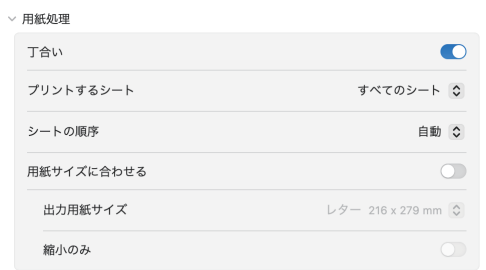 用紙処理
丁合い
プリントするシート すべてのシート
シートの順序 自動
用紙サイズに合わせる
出力用紙サイズ レター 216 x 279 mm
縮小のみ